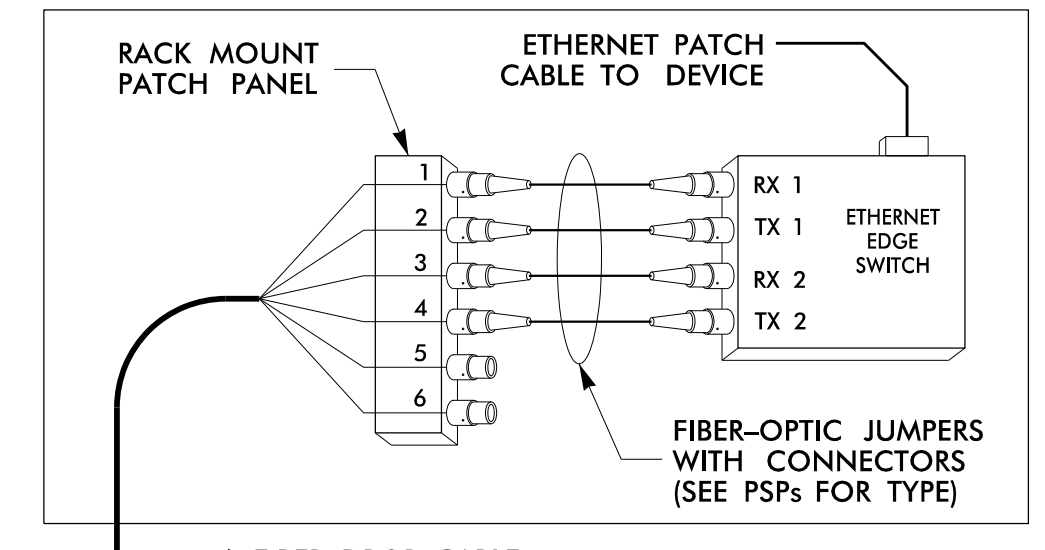 RACK MOUNT
PATCH PANEL
ETHERNET PATCH
CABLE TO DEVICE
1
2
3
4
5
6
RX 1
TX 1
RX 2
TX 2
ETHERNET
EDGE
SWITCH
FIBER–OPTIC JUMPERS
WITH CONNECTORS
(SEE PSPs FOR TYPE)